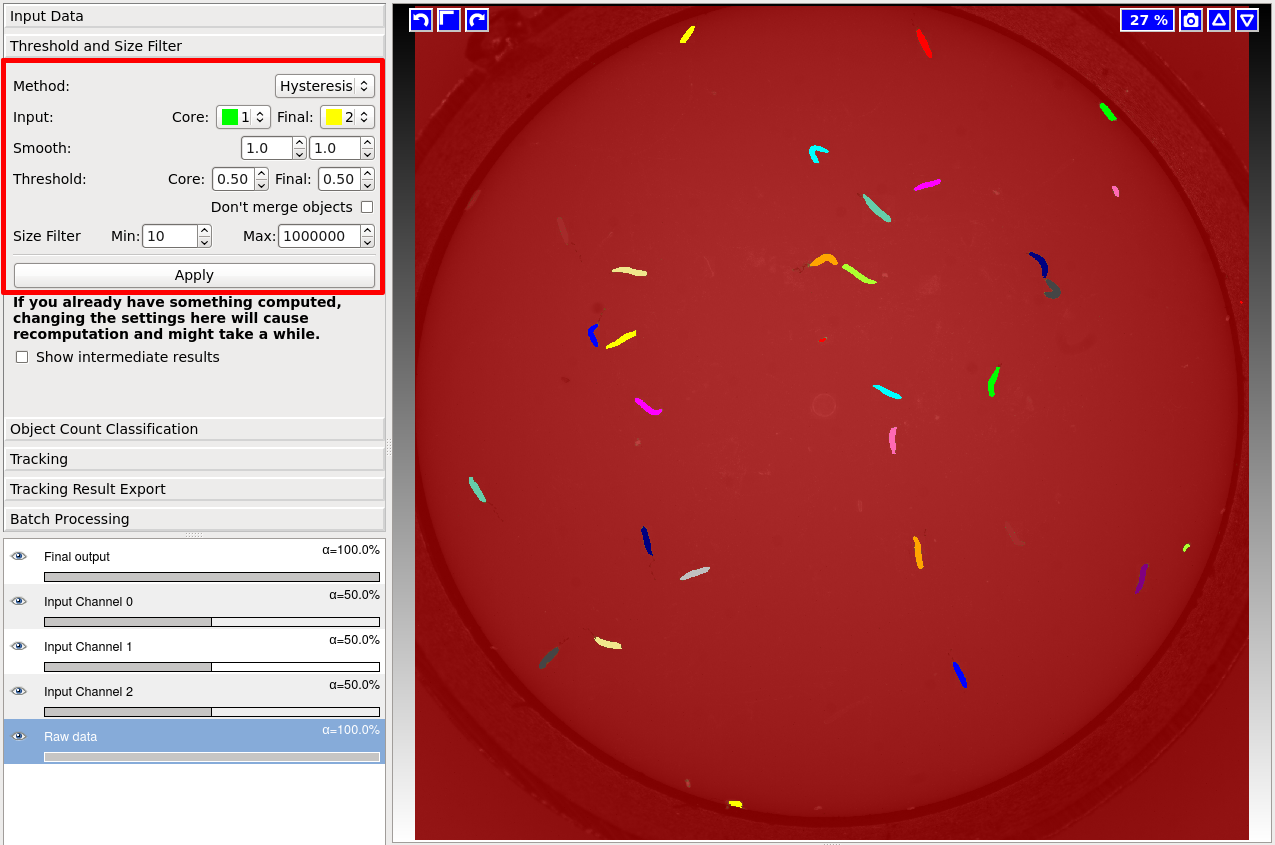 Input Data
Threshold and Size Filter
Method: Hysteresis
Input: Core: 1 Final: 2
Smooth: 1.0 1.0
Threshold: Core: 0.50 Final: 0.50
Don't merge objects
Size Filter Min: 10 Max: 1000000
Apply
If you already have something computed,
changing the settings here will cause
recomputation and might take a while.
Show intermediate results
Object Count Classification
Tracking
Tracking Result Export
Batch Processing
Final output α=100.0%
Input Channel 0 α=50.0%
Input Channel 1 α=50.0%
Input Channel 2 α=50.0%
Raw data α=100.0%
27 %